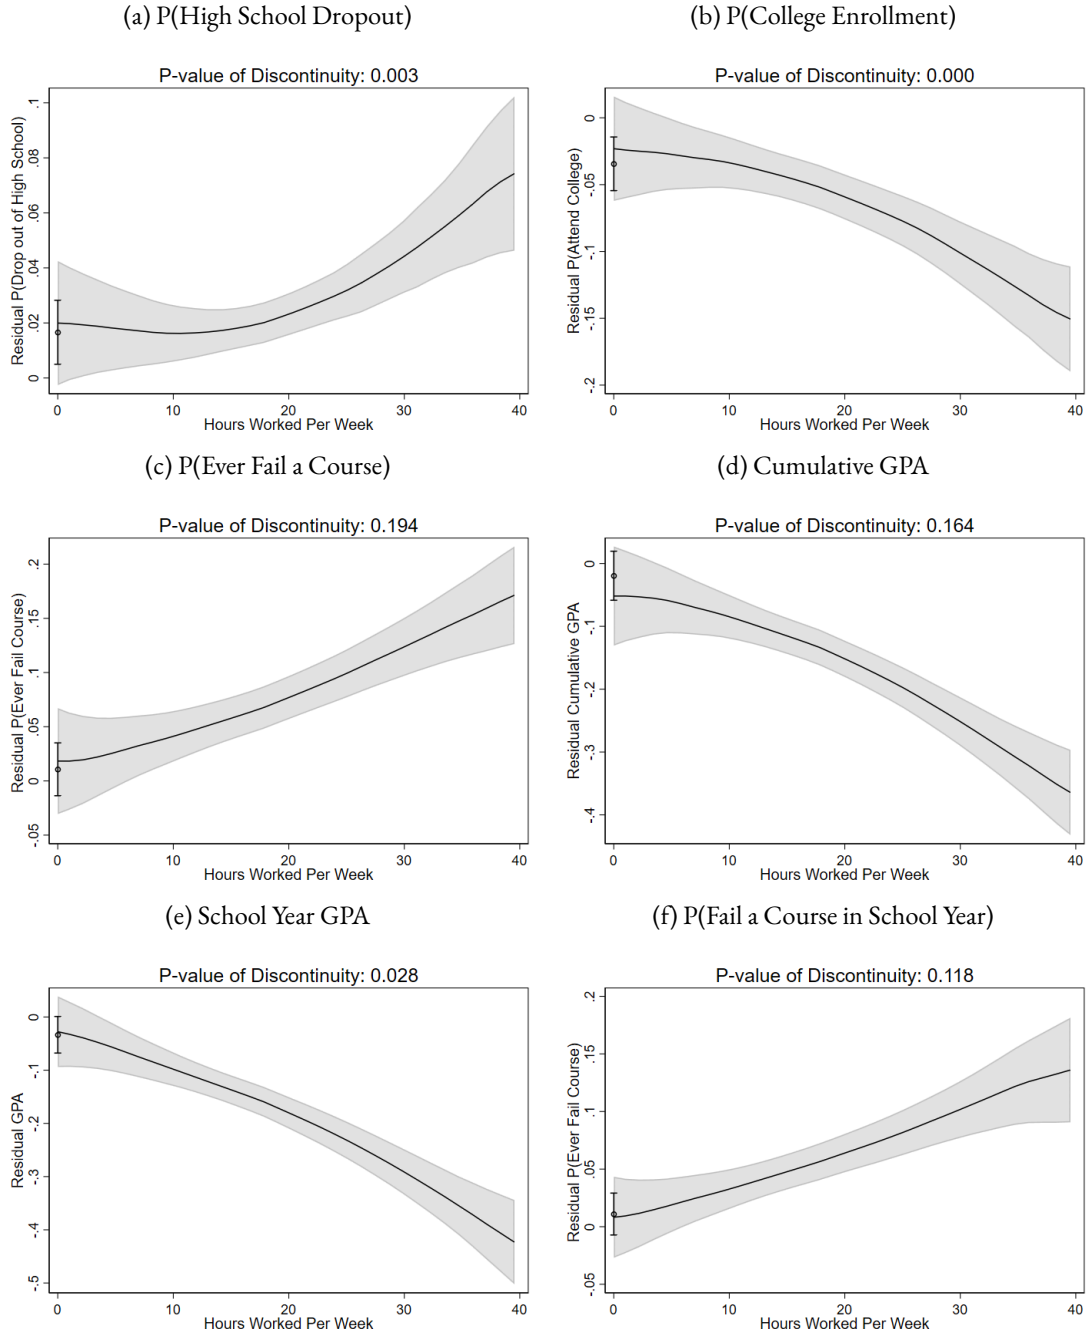 (a) P(High School Dropout)
P-value of Discontinuity: 0.003
Residual P(Drop out of High School)
.1
.08
.06
.04
.02
0
0 10 20 30 40
Hours Worked Per Week
(b) P(College Enrollment)
P-value of Discontinuity: 0.000
Residual P(Attend College)
0
-.05
-.1
-.15
-.2
0 10 20 30 40
Hours Worked Per Week
(c) P(Ever Fail a Course)
P-value of Discontinuity: 0.194
Residual P(Ever Fail Course)
.2
.15
.1
.05
0
-.05
0 10 20 30 40
Hours Worked Per Week
(d) Cumulative GPA
P-value of Discontinuity: 0.164
Residual Cumulative GPA
0
-.1
-.2
-.3
-.4
0 10 20 30 40
Hours Worked Per Week
(e) School Year GPA
P-value of Discontinuity: 0.028
Residual GPA
0
-.1
-.2
-.3
-.4
-.5
0 10 20 30 40
Hours Worked Per Week
(f) P(Fail a Course in School Year)
P-value of Discontinuity: 0.118
Residual P(Ever Fail Course)
.2
.15
.1
.05
0
-.05
0 10 20 30 40
Hours Worked Per Week